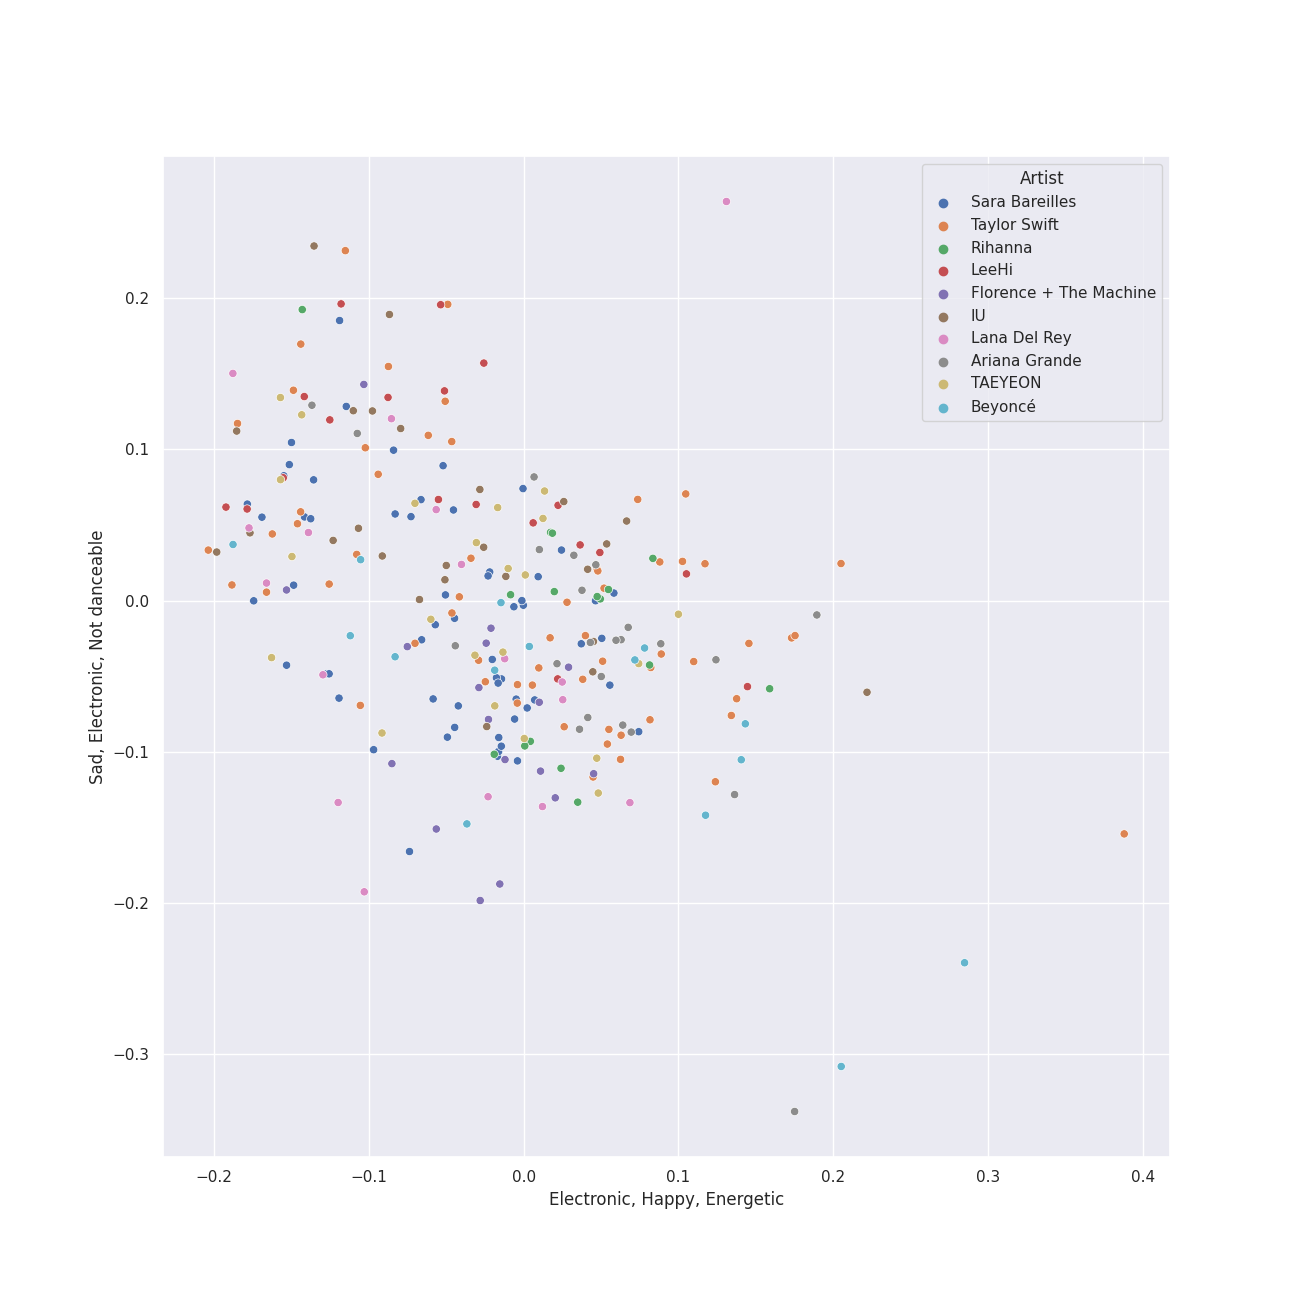 Artist
Sara Bareilles
Taylor Swift
Rihanna
LeeHi
Florence + The Machine
IU
Lana Del Rey
Ariana Grande
TAEYEON
Beyoncé
0.2
0.1
0.0
−0.1
−0.2
−0.3
Sad, Electronic, Not danceable
−0.2 −0.1 0.0 0.1 0.2 0.3 0.4
Electronic, Happy, Energetic